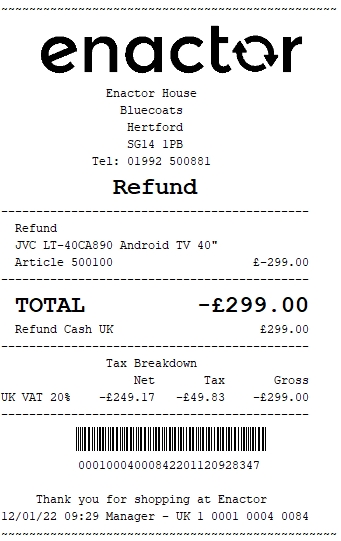 enactor
Enactor House
Bluecoats
Hertford
SG14 1PB
Tel: 01992 500881
Refund
Refund
JVC LT-40CA890 Android TV 40"
Article 500100 £-299.00
TOTAL -£299.00
Refund Cash UK £299.00
Tax Breakdown
Net Tax Gross
UK VAT 20% -£249.17 -£49.83 -£299.00
00010004000842201120928347
Thank you for shopping at Enactor
12/01/22 09:29 Manager - UK 1 0001 0004 0084